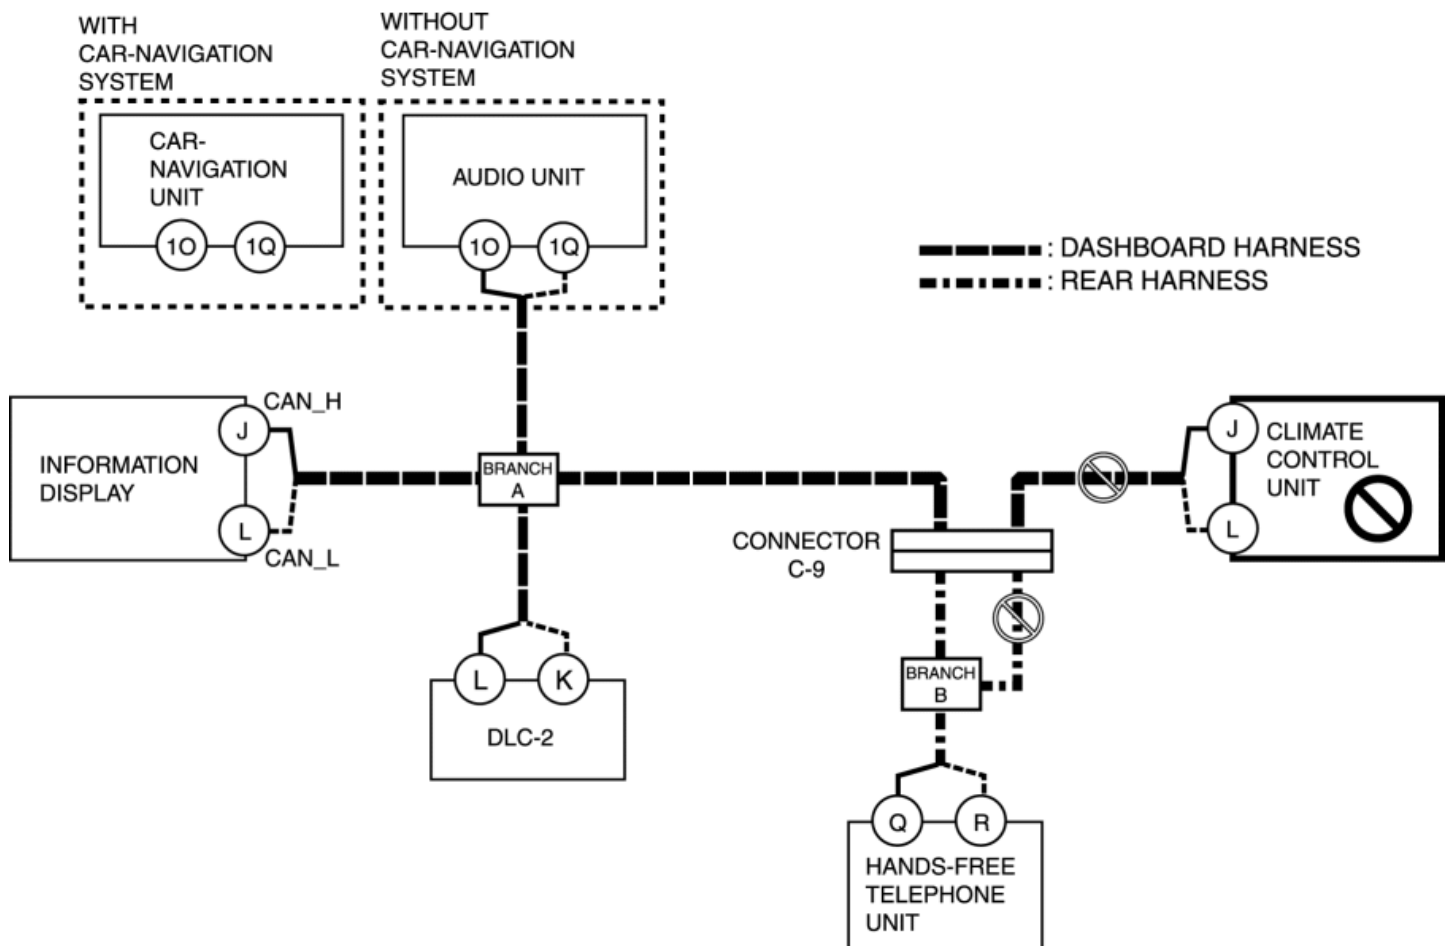 WITH
CAR-NAVIGATION
SYSTEM
WITHOUT
CAR-NAVIGATION
SYSTEM
CAR-
NAVIGATION
UNIT
1O
1Q
AUDIO UNIT
1O
1Q
: DASHBOARD HARNESS
: REAR HARNESS
INFORMATION
DISPLAY
J
CAN_H
L
CAN_L
BRANCH
A
CONNECTOR
C-9
J
CLIMATE
CONTROL
UNIT
L
L
K
DLC-2
BRANCH
B
Q
R
HANDS-FREE
TELEPHONE
UNIT